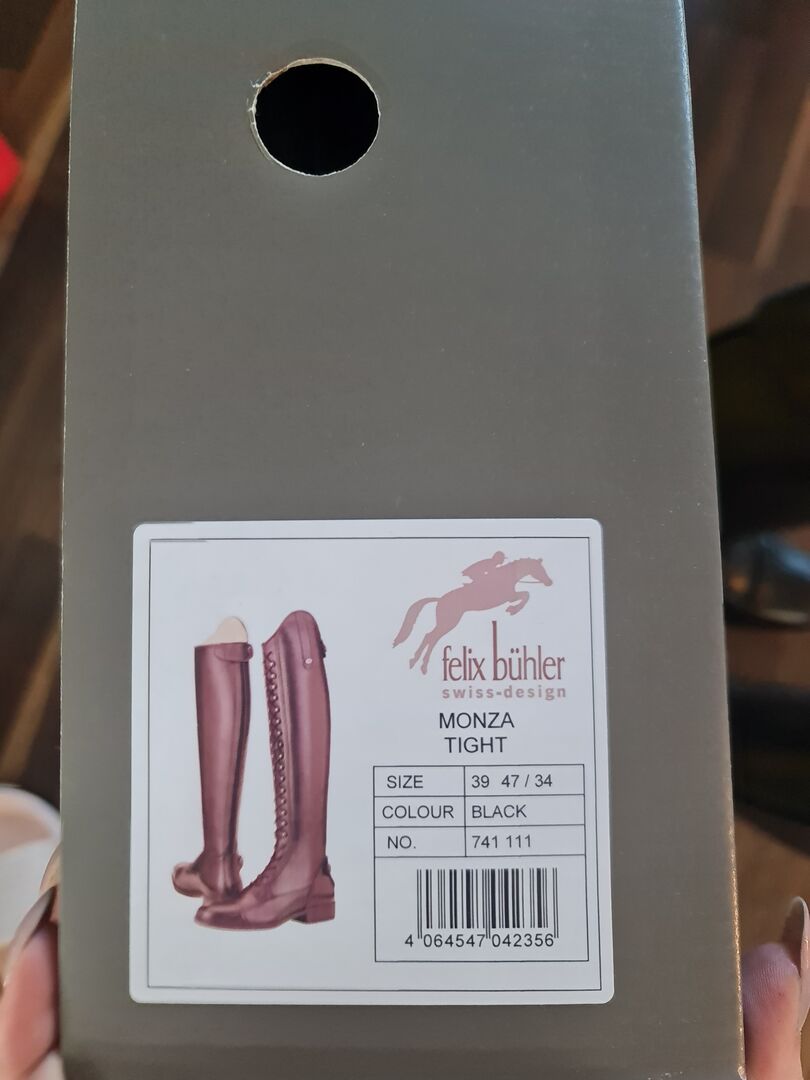 felix bühler
swiss-design
MONZA
TIGHT
SIZE 39 47 / 34
COLOUR BLACK
NO. 741 111
4 064547 042356